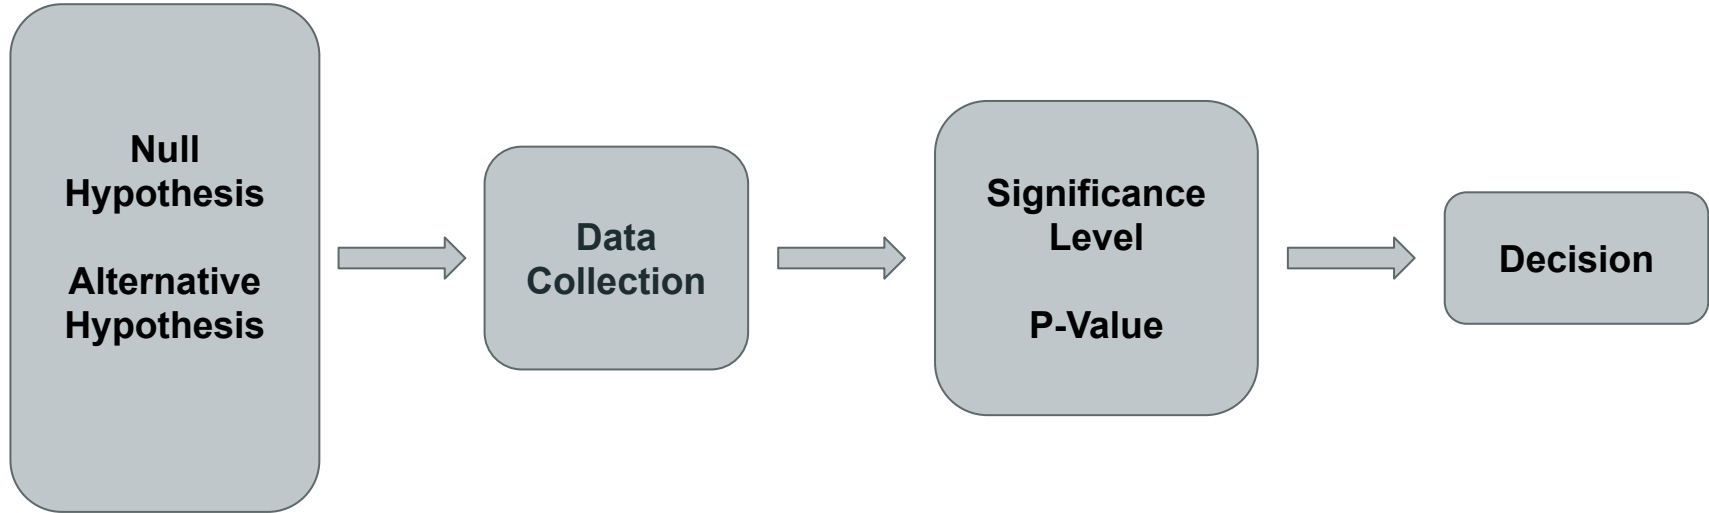 Null
Hypothesis
Alternative
Hypothesis
Data
Collection
Significance
Level
P-Value
Decision